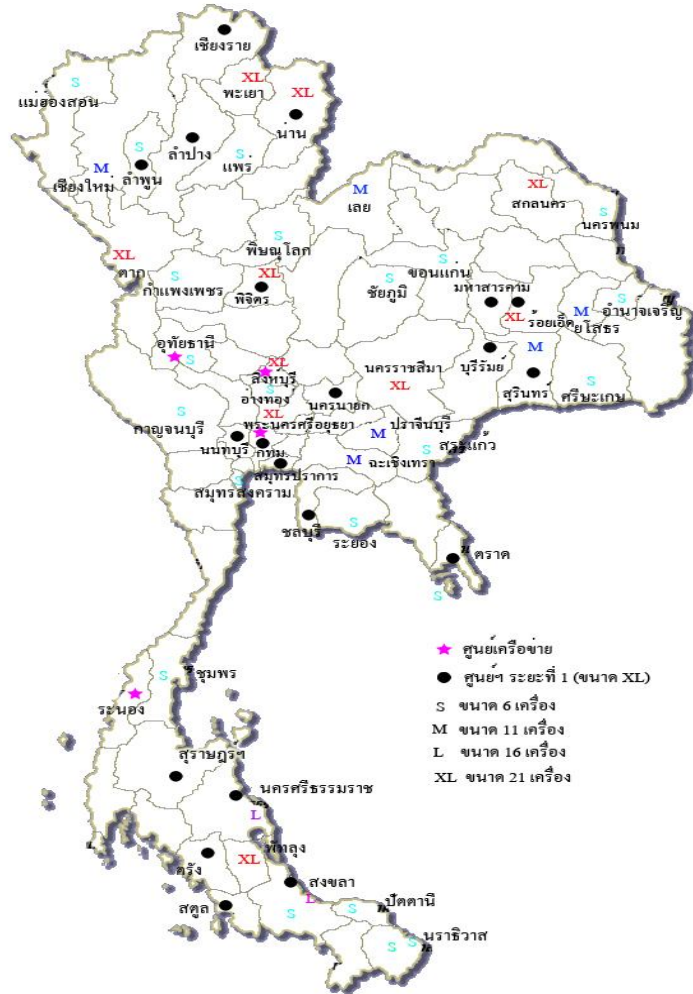 เชียงราย
XL
พะเยา
XL
น่าน
S
แม่ฮ่องสอน
S
ลำปาง
ลำพูน
S
แพร่
M
เชียงใหม่
M
เลย
XL
สกลนคร
S
นครพนม
S
พิษณุโลก
XL
ตาก
S
กำแพงเพชร
XL
พิจิตร
S
ชัยภูมิ
S
ขอนแก่น
มหาสารคาม
XL
ร้อยเอ็ด
M
ยโสธร
S
อำนาจเจริญ
อุทัยธานี
S
XL
สิงห์บุรี
S
อ่างทอง
นครราชสีมา
XL
บุรีรัมย์
M
สุรินทร์
S
ศรีษะเกษ
S
กาญจนบุรี
XL
พระนครศรีอยุธยา
นครนายก
M
ปราจีนบุรี
สระแก้ว
S
นนทบุรี
กทม.
M
ฉะเชิงเทรา
สมุทรปราการ
S
สมุทรสงคราม
ชลบุรี
S
ระยอง
ตราด
S
ศูนย์เครือข่าย
ศูนย์ฯ ระยะที่ 1 (ขนาด XL)
S ขนาด 6 เครื่อง
M ขนาด 11 เครื่อง
L ขนาด 16 เครื่อง
XL ขนาด 21 เครื่อง
S
ชุมพร
ระนอง
สุราษฎร์ฯ
นครศรีธรรมราช
L
พัทลุง
XL
ตรัง
สงขลา
L
สตูล
S
S
ปัตตานี
S
S
นราธิวาส